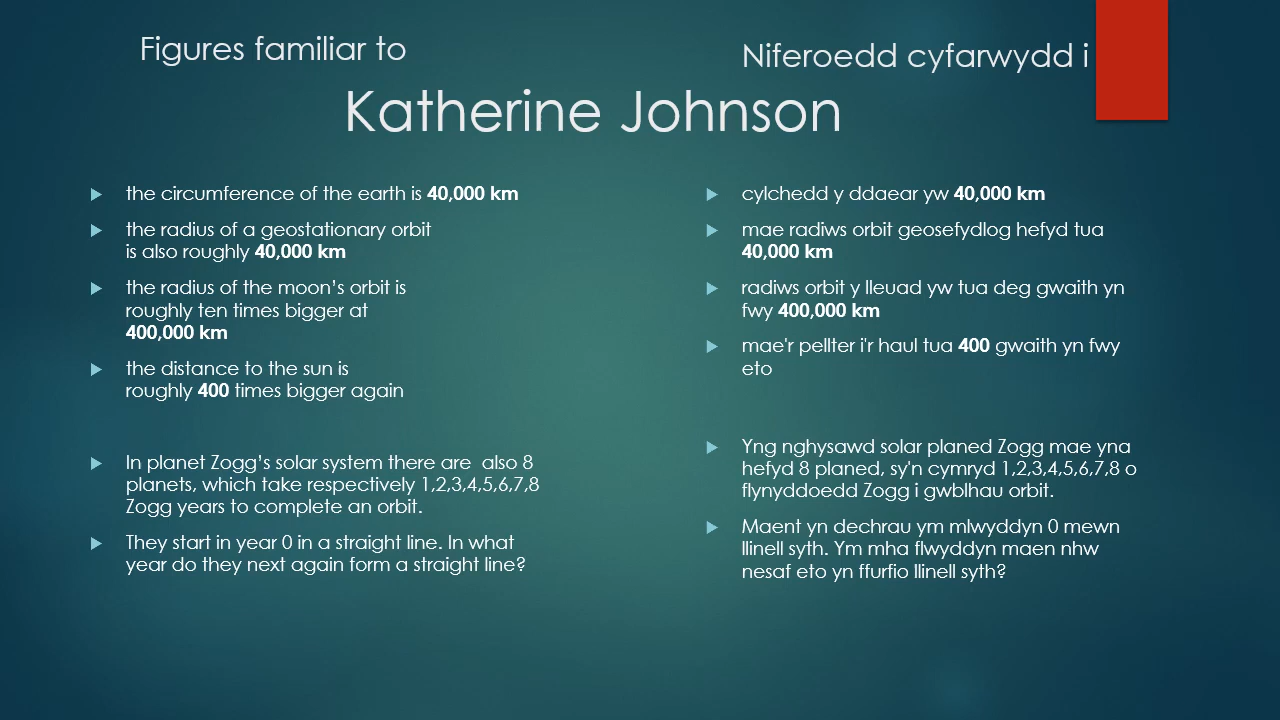 Figures familiar to
Niferoedd cyfarwydd i
Katherine Johnson
the circumference of the earth is 40,000 km
the radius of a geostationary orbit
is also roughly 40,000 km
the radius of the moon’s orbit is
roughly ten times bigger at
400,000 km
the distance to the sun is
roughly 400 times bigger again
In planet Zogg’s solar system there are  also 8
planets, which take respectively 1,2,3,4,5,6,7,8
Zogg years to complete an orbit.
They start in year 0 in a straight line. In what
year do they next again form a straight line?
cylchedd y ddaear yw 40,000 km
mae radiws orbit geosefydlog hefyd tua
40,000 km
radiws orbit y lleuad yw tua deg gwaith yn
fwy 400,000 km
mae'r pellter i'r haul tua 400 gwaith yn fwy
eto
Yng nghysawd solar planed Zogg mae yna
hefyd 8 planed, sy'n cymryd 1,2,3,4,5,6,7,8 o
flynyddoedd Zogg i gwblhau orbit.
Maent yn dechrau ym mlwyddyn 0 mewn
llinell syth. Ym mha flwyddyn maen nhw
nesaf eto yn ffurfio llinell syth?